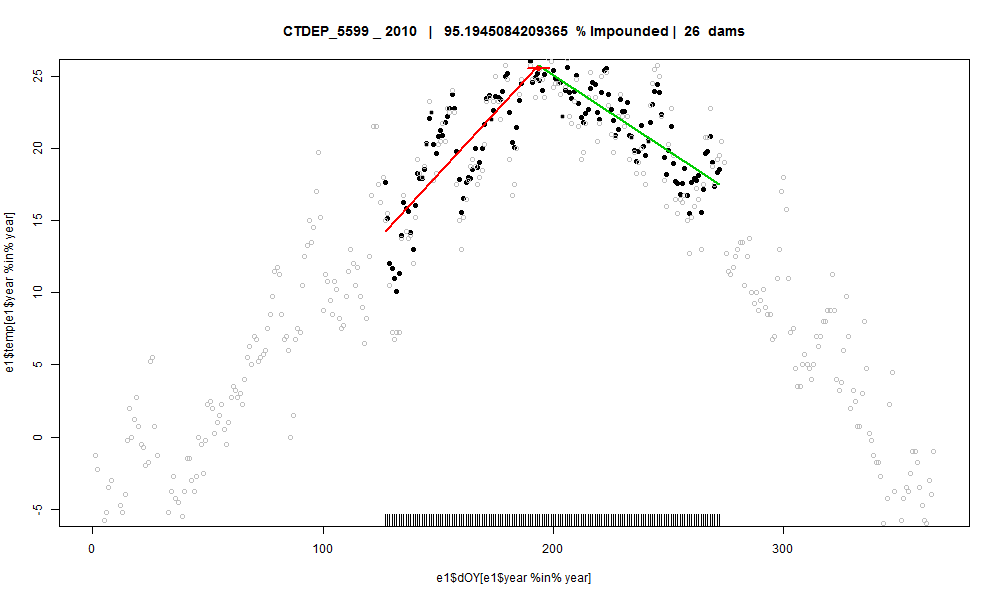 CTDEP_5599 _ 2010 | 95.1945084209365 % Impounded | 26 dams
25
20
15
10
5
0
-5
e1$temp[e1$year %in% year]
0 100 200 300
e1$dOY[e1$year %in% year]